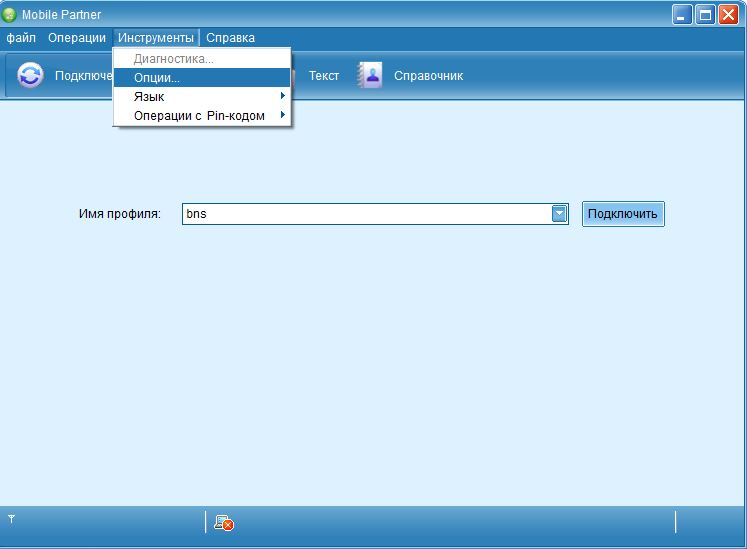 Mobile Partner
файл Операции Инструменты Справка
Диагностика...
Подключе Опции... Текст Справочник
Язык
Операции с Pin-кодом
Имя профиля: bns Подключить